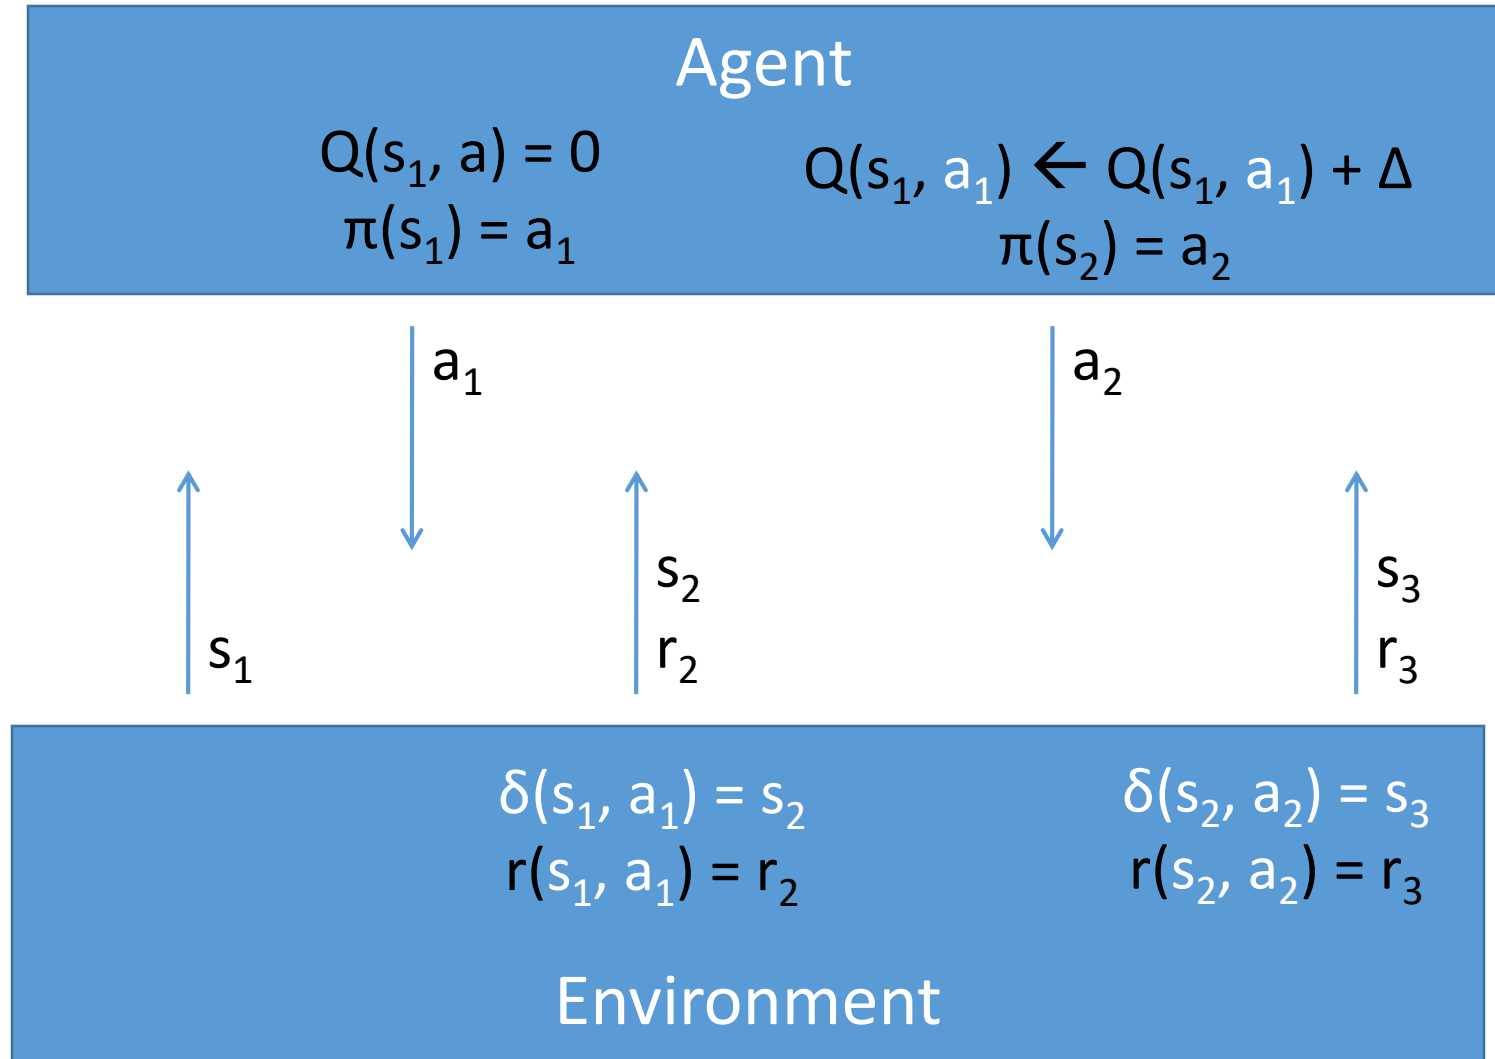 Agent
Q(s₁, a) = 0
π(s₁) = a₁
Q(s₁, a₁) ← Q(s₁, a₁) + Δ
π(s₂) = a₂
a₁
a₂
s₁
s₂
r₂
s₃
r₃
δ(s₁, a₁) = s₂
r(s₁, a₁) = r₂
δ(s₂, a₂) = s₃
r(s₂, a₂) = r₃
Environment